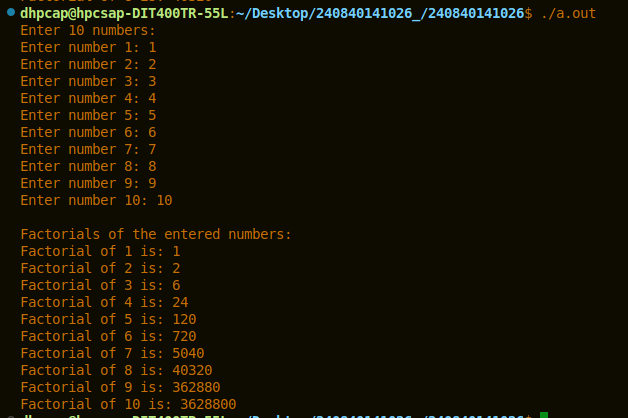 dhpcap@hpcsap-DIT400TR-55L:~/Desktop/240840141026_/240840141026$ ./a.out
Enter 10 numbers:
Enter number 1: 1
Enter number 2: 2
Enter number 3: 3
Enter number 4: 4
Enter number 5: 5
Enter number 6: 6
Enter number 7: 7
Enter number 8: 8
Enter number 9: 9
Enter number 10: 10
Factorials of the entered numbers:
Factorial of 1 is: 1
Factorial of 2 is: 2
Factorial of 3 is: 6
Factorial of 4 is: 24
Factorial of 5 is: 120
Factorial of 6 is: 720
Factorial of 7 is: 5040
Factorial of 8 is: 40320
Factorial of 9 is: 362880
Factorial of 10 is: 3628800